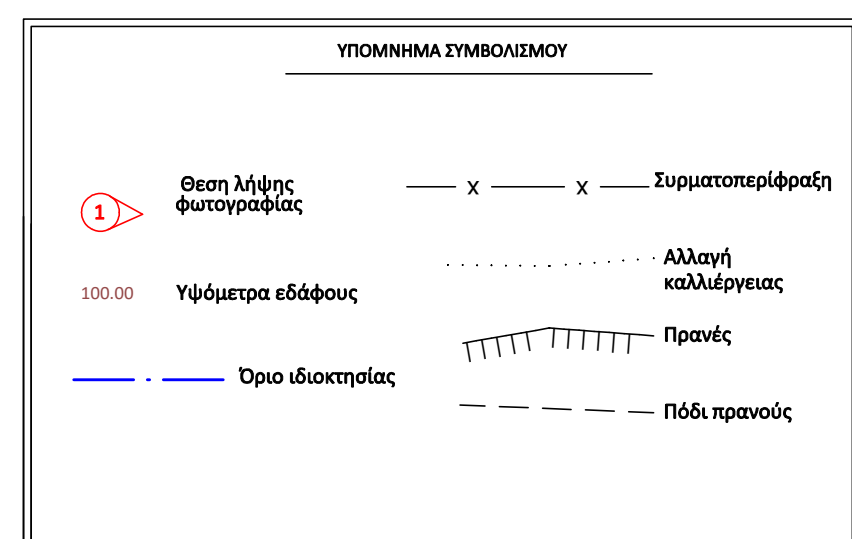 ΥΠΟΜΝΗΜΑ ΣΥΜΒΟΛΙΣΜΟΥ
1
Θεση λήψης
φωτογραφίας
100.00
Υψόμετρα εδάφους
Όριο ιδιοκτησίας
x x
Συρματοπερίφραξη
Αλλαγή
καλλιέργειας
Πρανές
Πόδι πρανούς